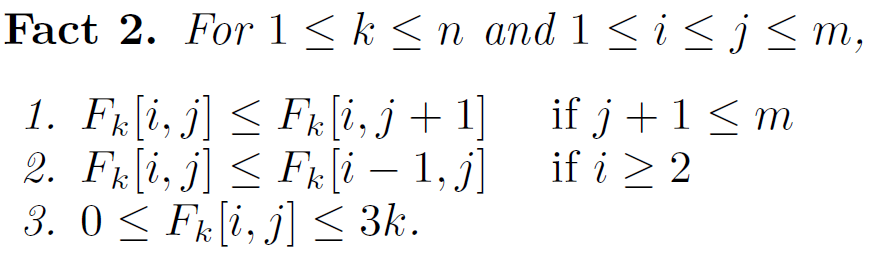 Fact 2. For 1 ≤ k ≤ n and 1 ≤ i ≤ j ≤ m,
1. F_k[i, j] ≤ F_k[i, j + 1] if j + 1 ≤ m
2. F_k[i, j] ≤ F_k[i − 1, j] if i ≥ 2
3. 0 ≤ F_k[i, j] ≤ 3k.